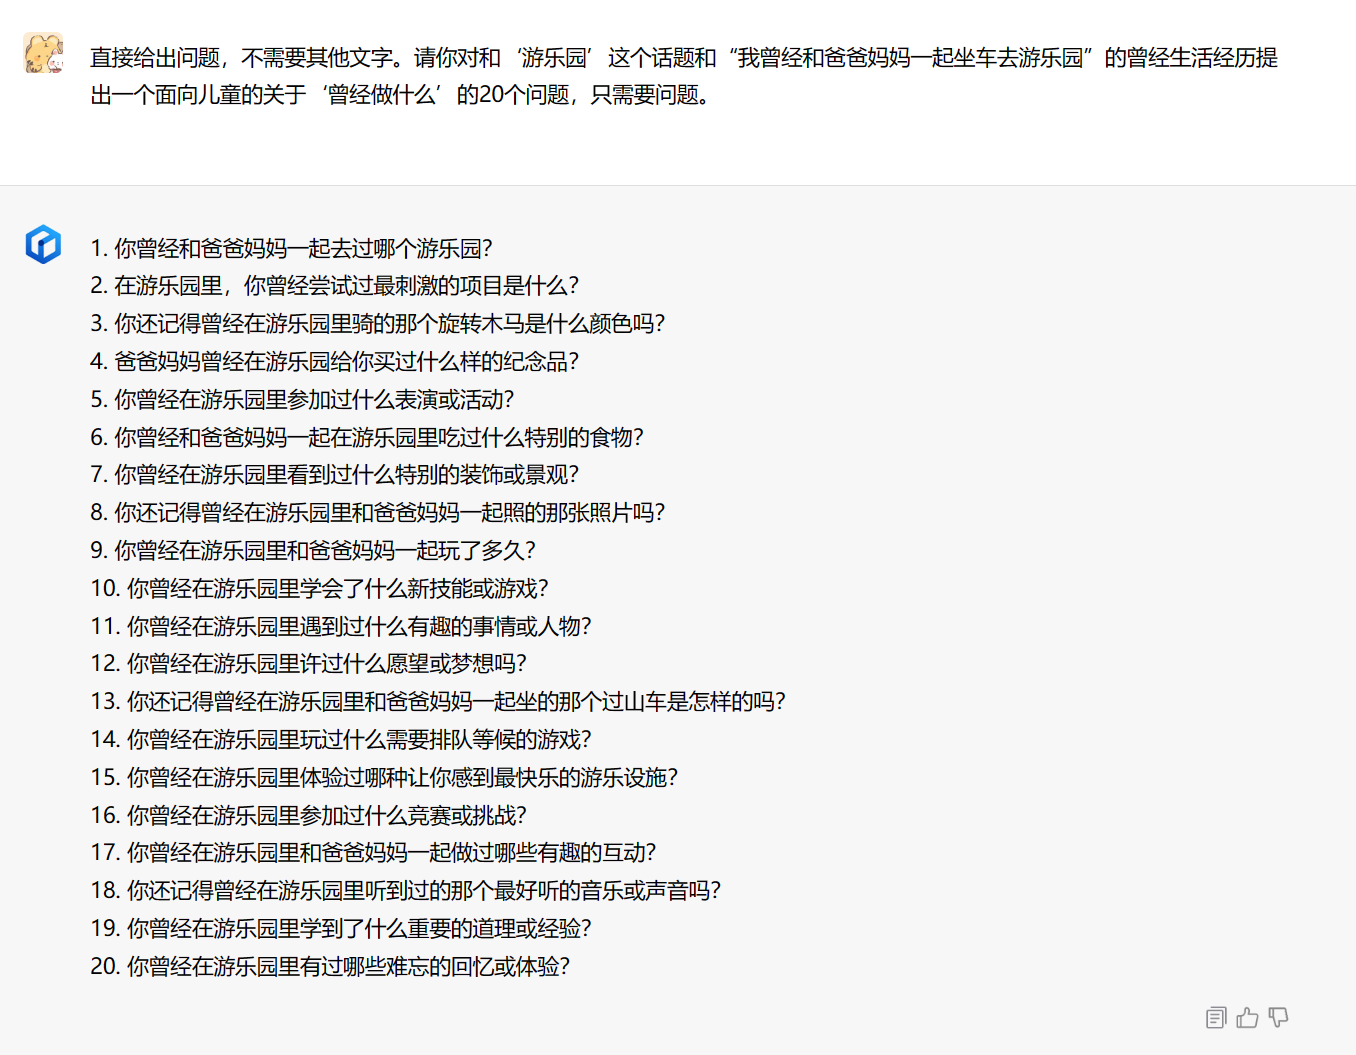 直接给出问题，不需要其他文字。请你对和‘游乐园’这个话题和“我曾经和爸爸妈妈一起坐车去游乐园”的曾经生活经历提
出一个面向儿童的关于‘曾经做什么’的20个问题，只需要问题。
1. 你曾经和爸爸妈妈一起去过哪个游乐园？
2. 在游乐园里，你曾经尝试过最刺激的项目是什么？
3. 你还记得曾经在游乐园里骑的那个旋转木马是什么颜色吗？
4. 爸爸妈妈曾经在游乐园给你买过什么样的纪念品？
5. 你曾经在游乐园里参加过什么表演或活动？
6. 你曾经和爸爸妈妈一起在游乐园里吃过什么特别的食物？
7. 你曾经在游乐园里看到过什么特别的装饰或景观？
8. 你还记得曾经在游乐园里和爸爸妈妈一起照的那张照片吗？
9. 你曾经在游乐园里和爸爸妈妈一起玩了多久？
10. 你曾经在游乐园里学会了什么新技能或游戏？
11. 你曾经在游乐园里遇到过什么有趣的事情或人物？
12. 你曾经在游乐园里许过什么愿望或梦想吗？
13. 你还记得曾经在游乐园里和爸爸妈妈一起坐的那个过山车是怎样的吗？
14. 你曾经在游乐园里玩过什么需要排队等候的游戏？
15. 你曾经在游乐园里体验过哪种让你感到最快乐的游乐设施？
16. 你曾经在游乐园里参加过什么竞赛或挑战？
17. 你曾经在游乐园里和爸爸妈妈一起做过哪些有趣的互动？
18. 你还记得曾经在游乐园里听到过的那个最好听的音乐或声音吗？
19. 你曾经在游乐园里学到了什么重要的道理或经验？
20. 你曾经在游乐园里有过哪些难忘的回忆或体验？